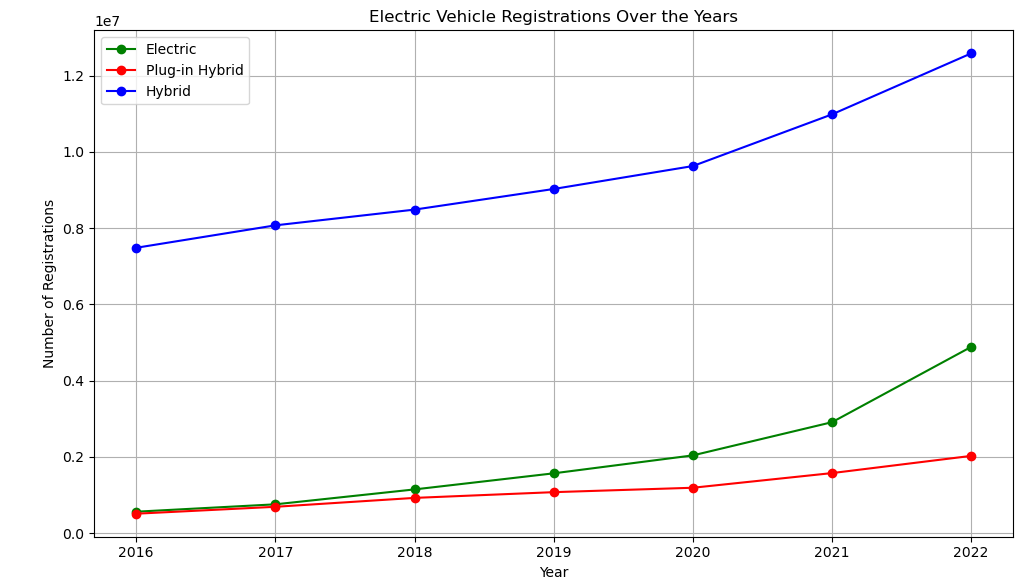 Electric Vehicle Registrations Over the Years
1e7
Electric
Plug-in Hybrid
Hybrid
1.2
1.0
0.8
0.6
0.4
0.2
0.0
Number of Registrations
2016 2017 2018 2019 2020 2021 2022
Year